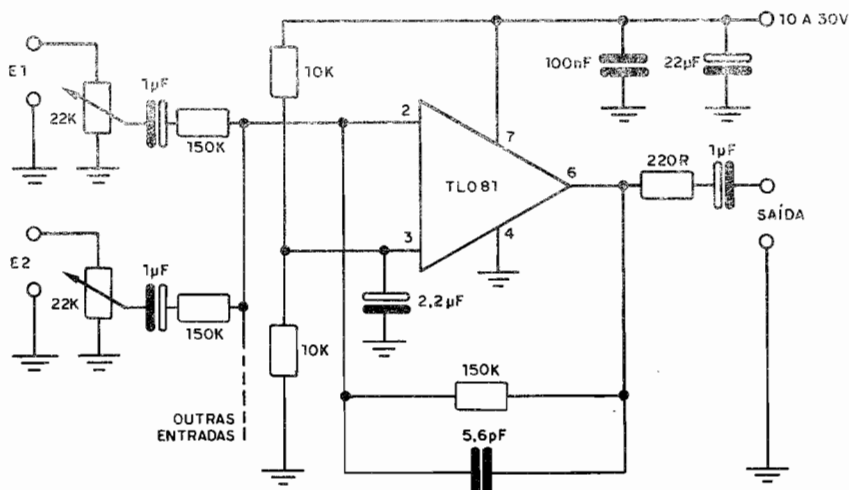 10 A 30V
E1
22K
1µF
150K
10K
100nF
22µF
2
7
TL081
6
3
4
220R
1µF
SAÍDA
E2
22K
1µF
150K
2,2µF
10K
OUTRAS
ENTRADAS
150K
5,6pF